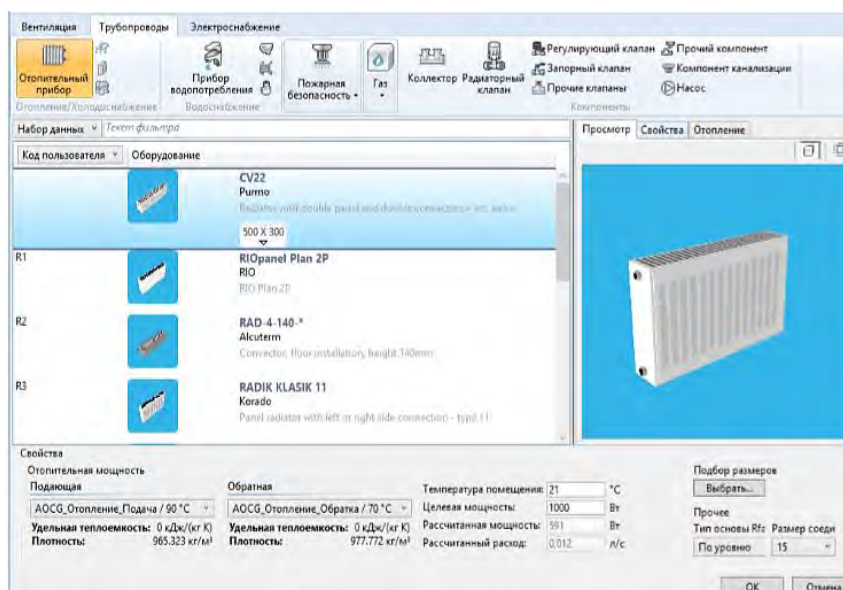 Вентиляция Трубопроводы Электроснабжение
Отопительный прибор
Прибор водопотребления
Пожарная безопасность
Газ
Коллектор
Радиаторный клапан
Регулирующий клапан
Запорный клапан
Прочие клапаны
Прочий компонент
Компонент канализации
Насос
Отопление/Холодоснабжение Водоснабжение Компоненты
Набор данных Текст фильтра
Просмотр Свойства Отопление
Код пользователя Оборудование
CV22
Purmo
Radiator with double panel and double convectors
500 X 300
R1 RIOpanel Plan 2P
RIO
RIO Plan 2P
R2 RAD-4-140-*
Alcuterm
Convector, floor installation, height 140mm
R3 RADIK KLASIK 11
Korado
Panel radiator with left or right side connection - type 11
Свойства
Отопительная мощность
Подающая
AOCG_Отопление_Подача / 90 °C
Удельная теплоемкость: 0 кДж/(кг K)
Плотность: 965.323 кг/м³
Обратная
AOCG_Отопление_Обратка / 70 °C
Удельная теплоемкость: 0 кДж/(кг K)
Плотность: 977.772 кг/м³
Температура помещения: 21 °C
Целевая мощность: 1000 Вт
Рассчитанная мощность: 591 Вт
Рассчитанный расход: 0,012 л/с
Подбор размеров
Выбрать...
Прочее
Тип основы Rfz Размер соеди
По уровню 15
OK Отмена